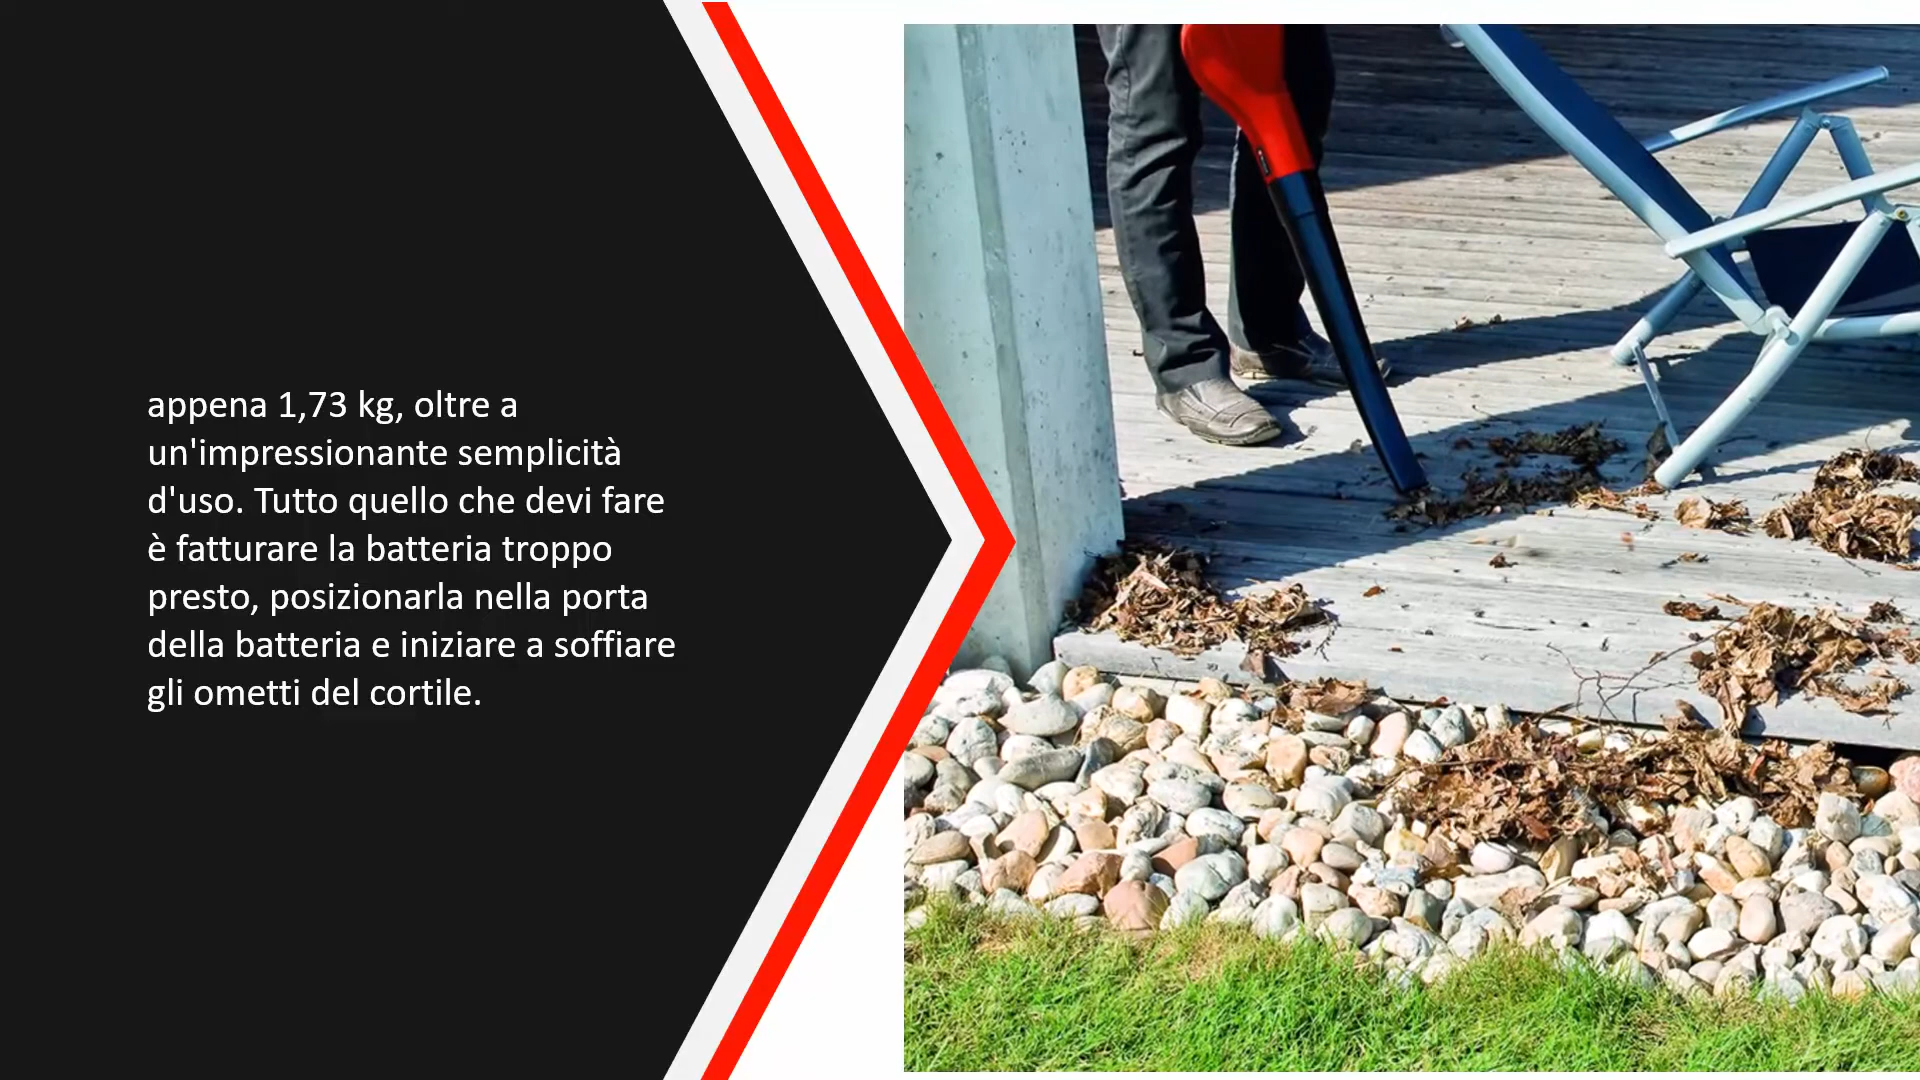 appena 1,73 kg, oltre a
un'impressionante semplicità
d'uso. Tutto quello che devi fare
è fatturare la batteria troppo
presto, posizionarla nella porta
della batteria e iniziare a soffiare
gli ometti del cortile.